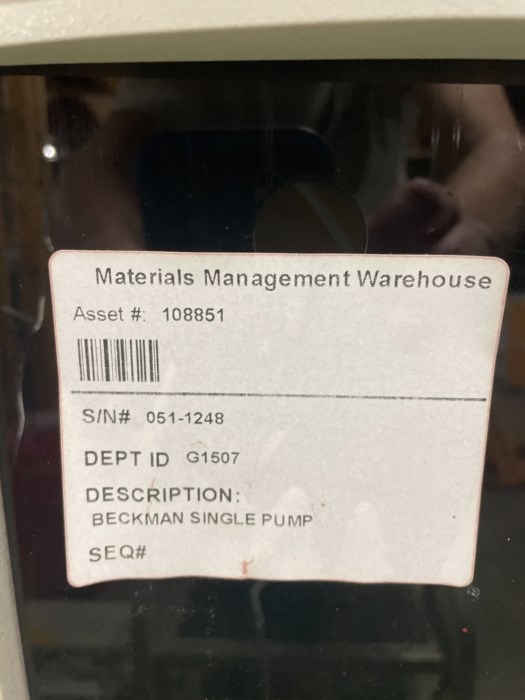 Materials Management Warehouse
Asset #: 108851
S/N# 051-1248
DEPT ID G1507
DESCRIPTION:
BECKMAN SINGLE PUMP
SEQ#